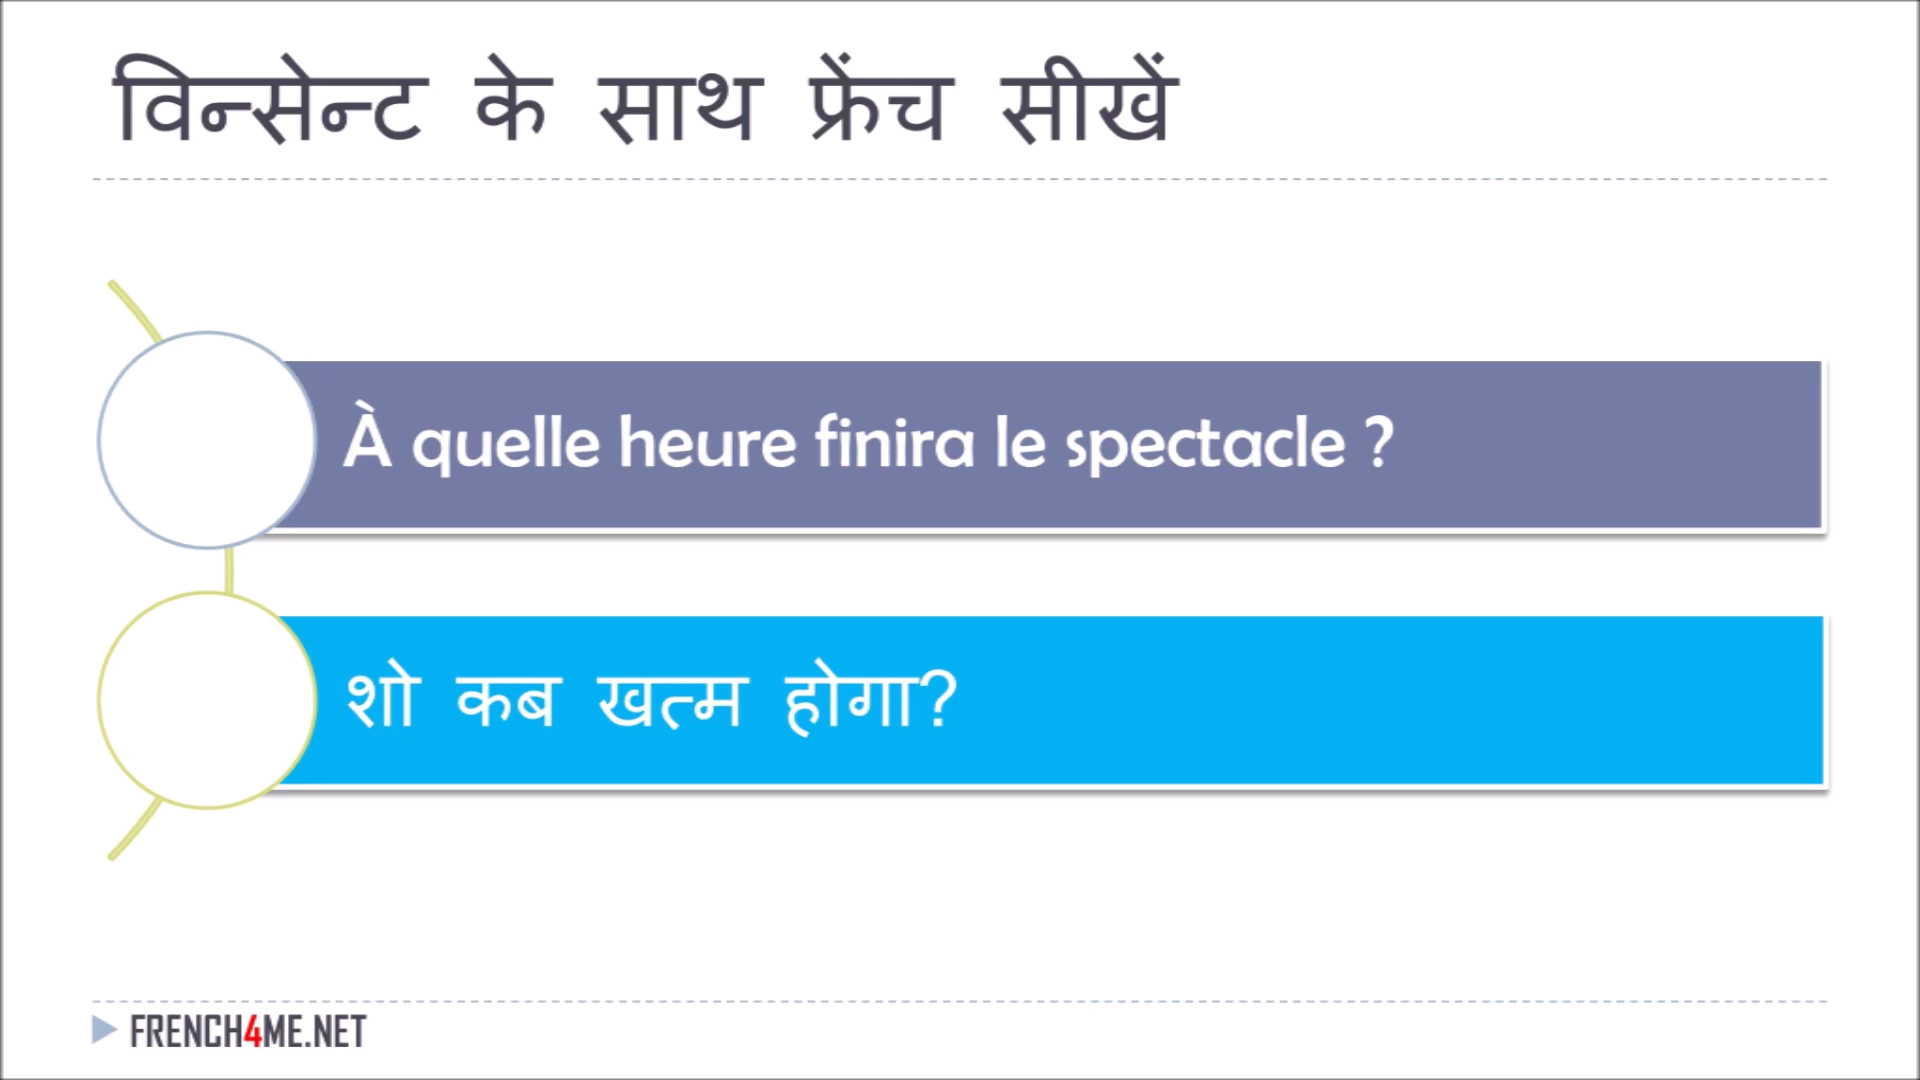 विन्सेन्ट के साथ फ्रेंच सीखें
À quelle heure finira le spectacle ?
शो कब खत्म होगा?
FRENCH4ME.NET